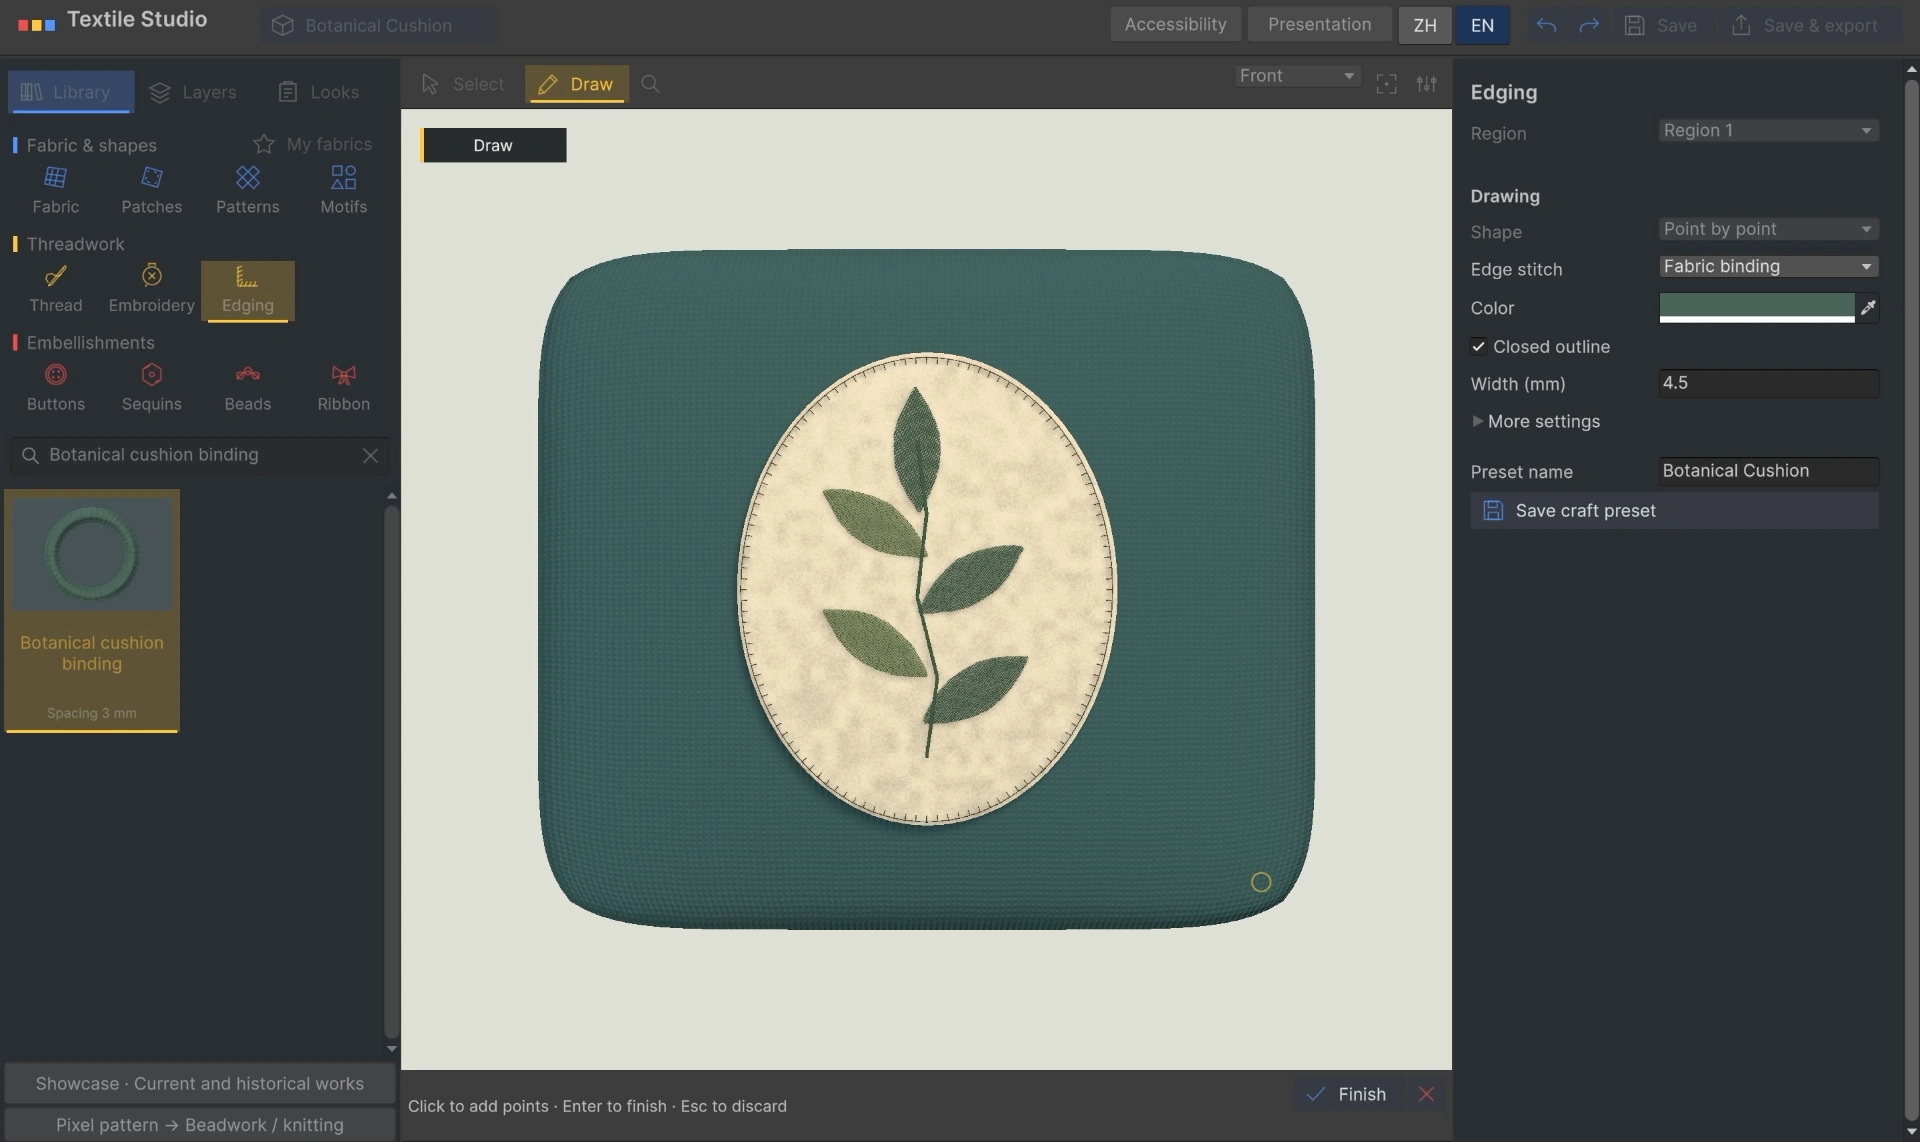 Textile Studio
Botanical Cushion
Accessibility
Presentation
ZH
EN
Save
Save & export
Library
Layers
Looks
Select
Draw
Front
Fabric & shapes
My fabrics
Fabric
Patches
Patterns
Motifs
Threadwork
Thread
Embroidery
Edging
Embellishments
Buttons
Sequins
Beads
Ribbon
Botanical cushion binding
Botanical cushion
binding
Spacing 3 mm
Showcase · Current and historical works
Pixel pattern → Beadwork / knitting
Draw
Click to add points · Enter to finish · Esc to discard
Finish
Edging
Region
Region 1
Drawing
Shape
Point by point
Edge stitch
Fabric binding
Color
Closed outline
Width (mm)
4.5
More settings
Preset name
Botanical Cushion
Save craft preset